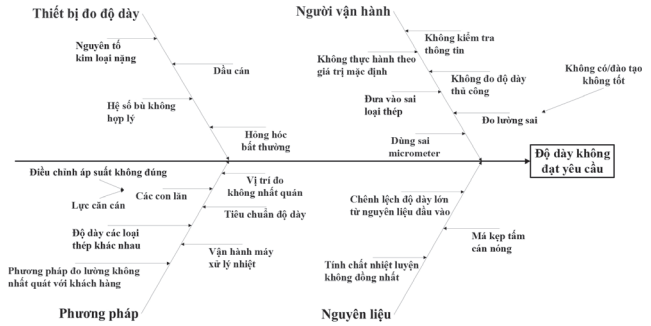 Thiết bị đo độ dày
Nguyên tố
kim loại nặng
Dầu cán
Hệ số bù không
hợp lý
Hỏng hóc
bất thường
Người vận hành
Không kiểm tra
thông tin
Không thực hành theo
giá trị mặc định
Không đo độ dày
thủ công
Đưa vào sai
loại thép
Không có/đào tạo
không tốt
Đo lường sai
Dùng sai
micrometer
Độ dày không
đạt yêu cầu
Điều chỉnh áp suất không đúng
Lực căn cán
Các con lăn
Vị trí đo
không nhất quán
Tiêu chuẩn độ dày
Độ dày các loại
thép khác nhau
Vận hành máy
xử lý nhiệt
Phương pháp đo lường không
nhất quát với khách hàng
Phương pháp
Chênh lệch độ dày lớn
từ nguyên liệu đầu vào
Má kẹp tấm
cán nóng
Tính chất nhiệt luyện
không đồng nhất
Nguyên liệu